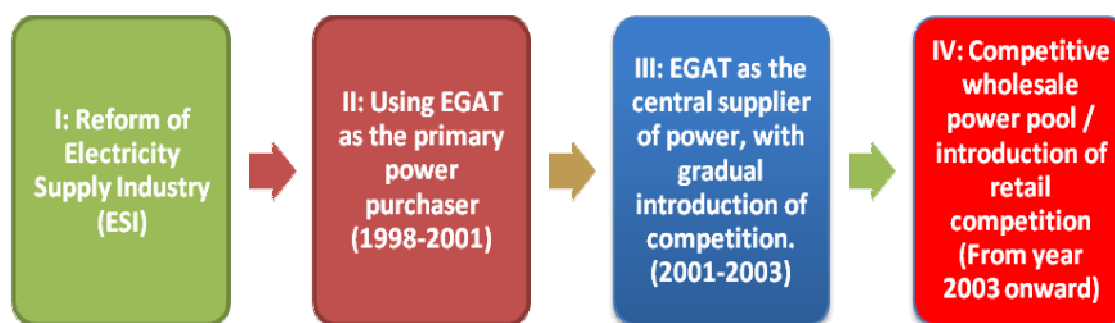 I: Reform of
Electricity
Supply Industry
(ESI)
II: Using EGAT
as the primary
power
purchaser
(1998-2001)
III: EGAT as the
central supplier
of power, with
gradual
introduction of
competition.
(2001-2003)
IV: Competitive
wholesale
power pool /
introduction of
retail
competition
(From year
2003 onward)